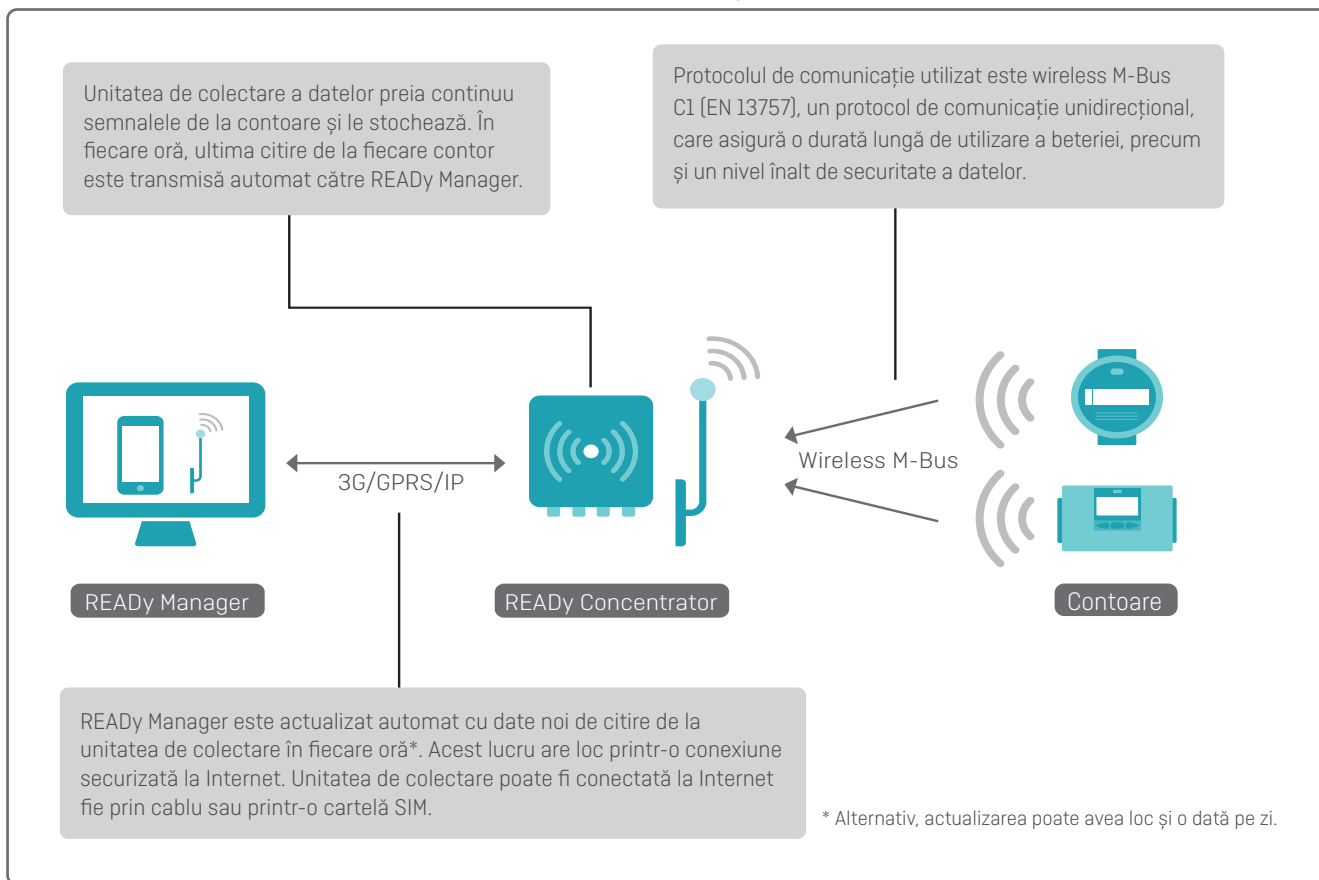 Unitatea de colectare a datelor preia continuu
semnalele de la contoare și le stochează. În
fiecare oră, ultima citire de la fiecare contor
este transmisă automat către READy Manager.
Protocolul de comunicație utilizat este wireless M-Bus
C1 (EN 13757), un protocol de comunicație unidirecțional,
care asigură o durată lungă de utilizare a beteriei, precum
și un nivel înalt de securitate a datelor.
3G/GPRS/IP
Wireless M-Bus
READy Manager
READy Concentrator
Contoare
READy Manager este actualizat automat cu date noi de citire de la
unitatea de colectare în fiecare oră*. Acest lucru are loc printr-o conexiune
securizată la Internet. Unitatea de colectare poate fi conectată la Internet
fie prin cablu sau printr-o cartelă SIM.
* Alternativ, actualizarea poate avea loc și o dată pe zi.